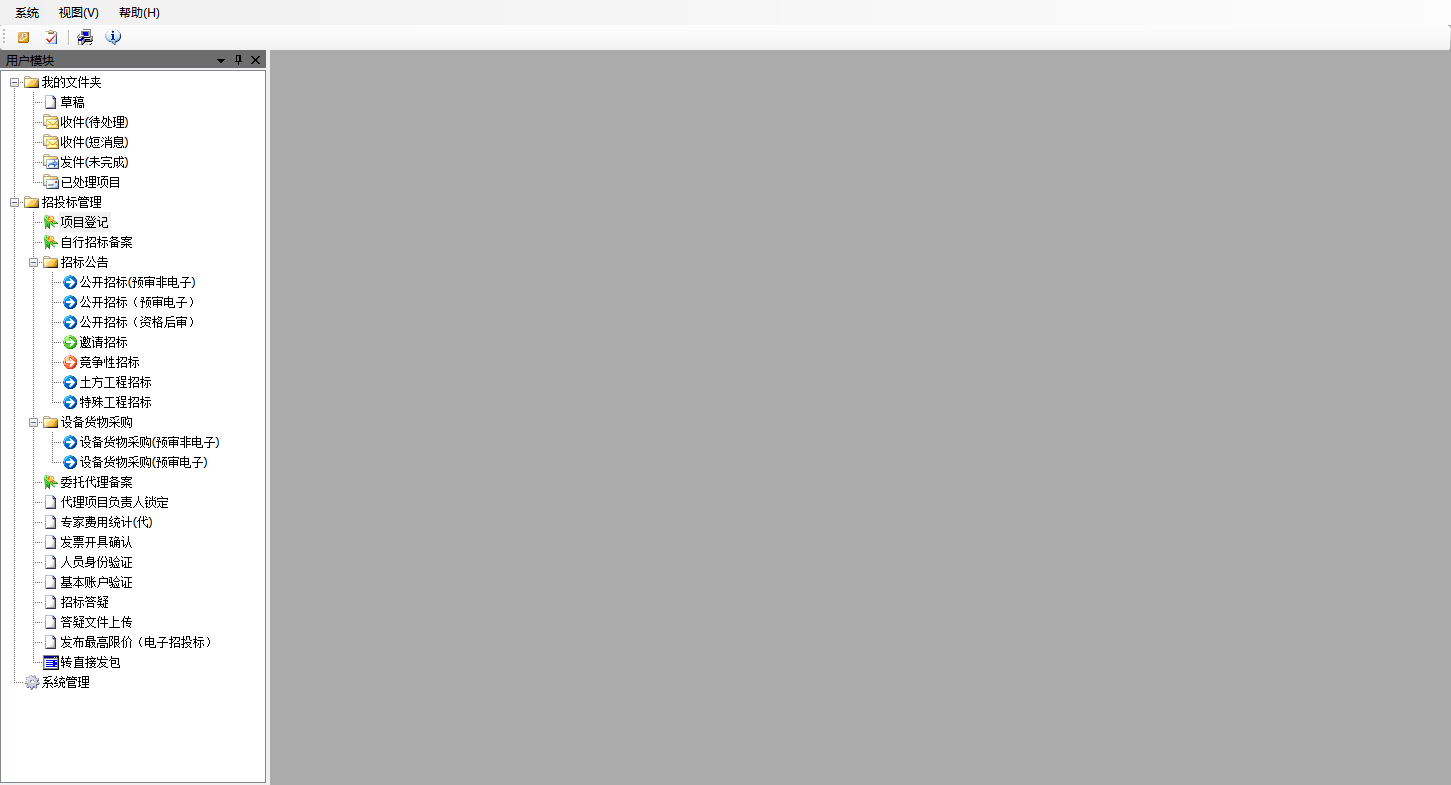 系统 视图(V) 帮助(H)
用户模块
我的文件夹
草稿
收件(待处理)
收件(短消息)
发件(未完成)
已处理项目
招投标管理
项目登记
自行招标备案
招标公告
公开招标(预审非电子)
公开招标（预审电子）
公开招标（资格后审）
邀请招标
竞争性招标
土方工程招标
特殊工程招标
设备货物采购
设备货物采购(预审非电子)
设备货物采购(预审电子)
委托代理备案
代理项目负责人锁定
专家费用统计(代)
发票开具确认
人员身份验证
基本账户验证
招标答疑
答疑文件上传
发布最高限价（电子招投标）
转直接发包
系统管理